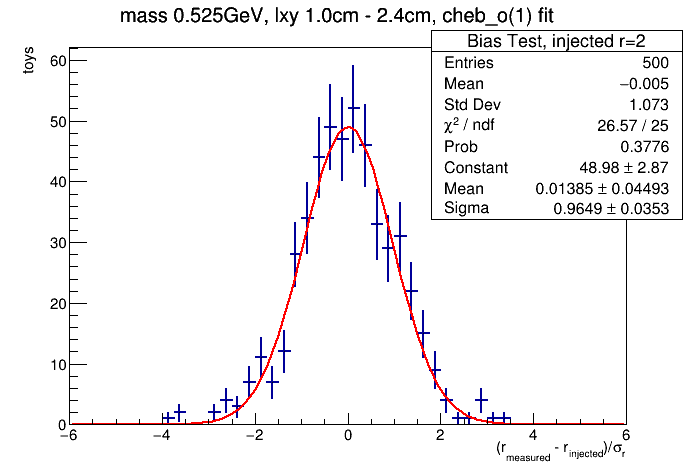 mass 0.525GeV, lxy 1.0cm - 2.4cm, cheb_o(1) fit
Bias Test, injected r=2
Entries 500
Mean −0.005
Std Dev 1.073
χ² / ndf 26.57 / 25
Prob 0.3776
Constant 48.98 ± 2.87
Mean 0.01385 ± 0.04493
Sigma 0.9649 ± 0.0353
toys
60
50
40
30
20
10
0
−6 −4 −2 0 2 4 6
(r_measured - r_injected)/σ_r